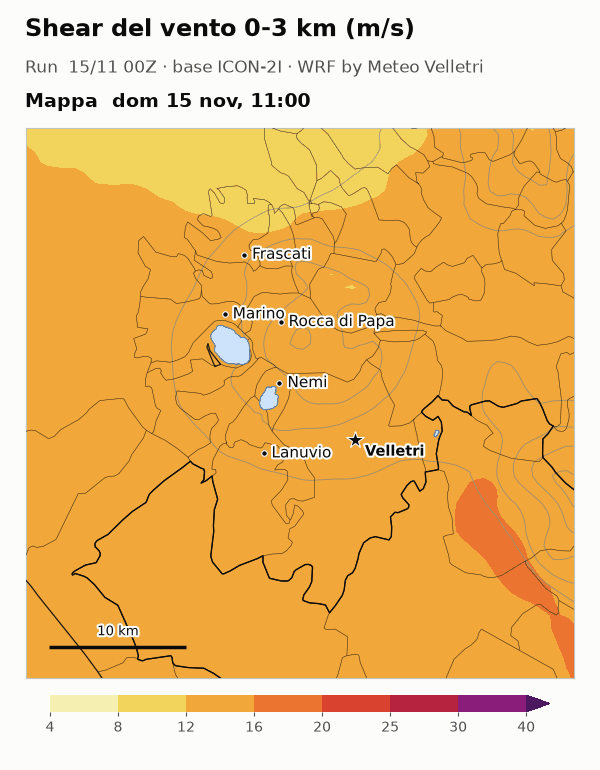 Shear del vento 0-3 km (m/s)
Run  15/11 00Z · base ICON-2I · WRF by Meteo Velletri
Mappa  dom 15 nov, 11:00
Frascati
Marino
Rocca di Papa
Nemi
Velletri
Lanuvio
10 km
4 8 12 16 20 25 30 40